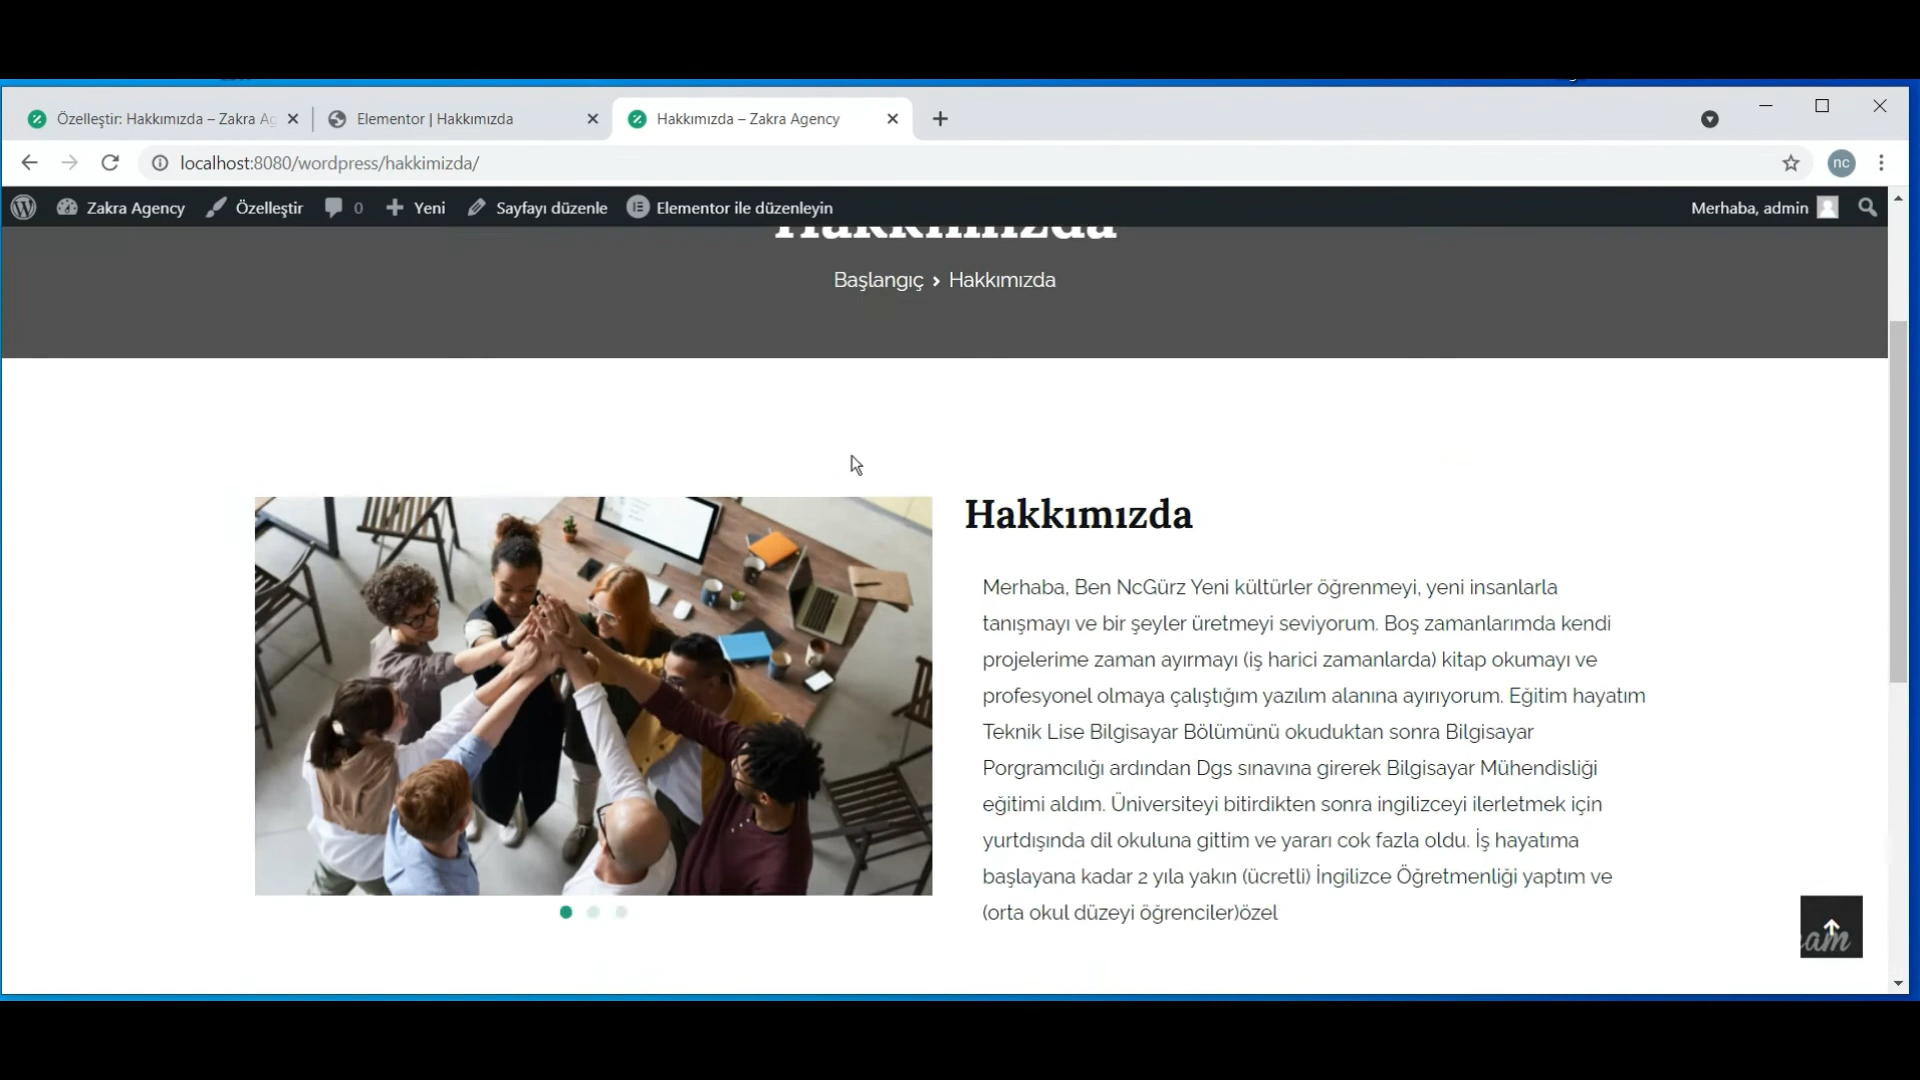 Özelleştir: Hakkımızda – Zakra Ag
Elementor | Hakkımızda
Hakkımızda – Zakra Agency
localhost:8080/wordpress/hakkimizda/
nc
Zakra Agency
Özelleştir
0
Yeni
Sayfayı düzenle
Elementor ile düzenleyin
Merhaba, admin
Hakkımızda
Başlangıç › Hakkımızda
Hakkımızda
Merhaba, Ben NcGürz Yeni kültürler öğrenmeyi, yeni insanlarla
tanışmayı ve bir şeyler üretmeyi seviyorum. Boş zamanlarımda kendi
projelerime zaman ayırmayı (iş harici zamanlarda) kitap okumayı ve
profesyonel olmaya çalıştığım yazılım alanına ayırıyorum. Eğitim hayatım
Teknik Lise Bilgisayar Bölümünü okuduktan sonra Bilgisayar
Porgramcılığı ardından Dgs sınavına girerek Bilgisayar Mühendisliği
eğitimi aldım. Üniversiteyi bitirdikten sonra ingilizceyi ilerletmek için
yurtdışında dil okuluna gittim ve yararı cok fazla oldu. İş hayatıma
başlayana kadar 2 yıla yakın (ücretli) İngilizce Öğretmenliği yaptım ve
(orta okul düzeyi öğrenciler)özel